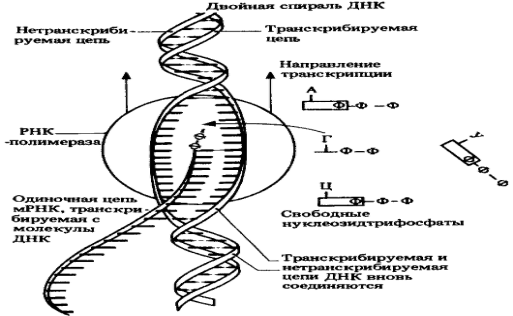 Двойная спираль ДНК
Нетранскриби-
руемая цепь
Транскрибируемая
цепь
Направление
транскрипции
А
Ф – Ф
РНК
-полимераза
Г
Ф – Ф
У
Ф – Ф
Ц
Ф – Ф
Одиночная цепь
мРНК, транскри-
бируемая с
молекулы
ДНК
Свободные
нуклеозидтрифосфаты
Транскрибируемая и
нетранскрибируемая
цепи ДНК вновь
соединяются